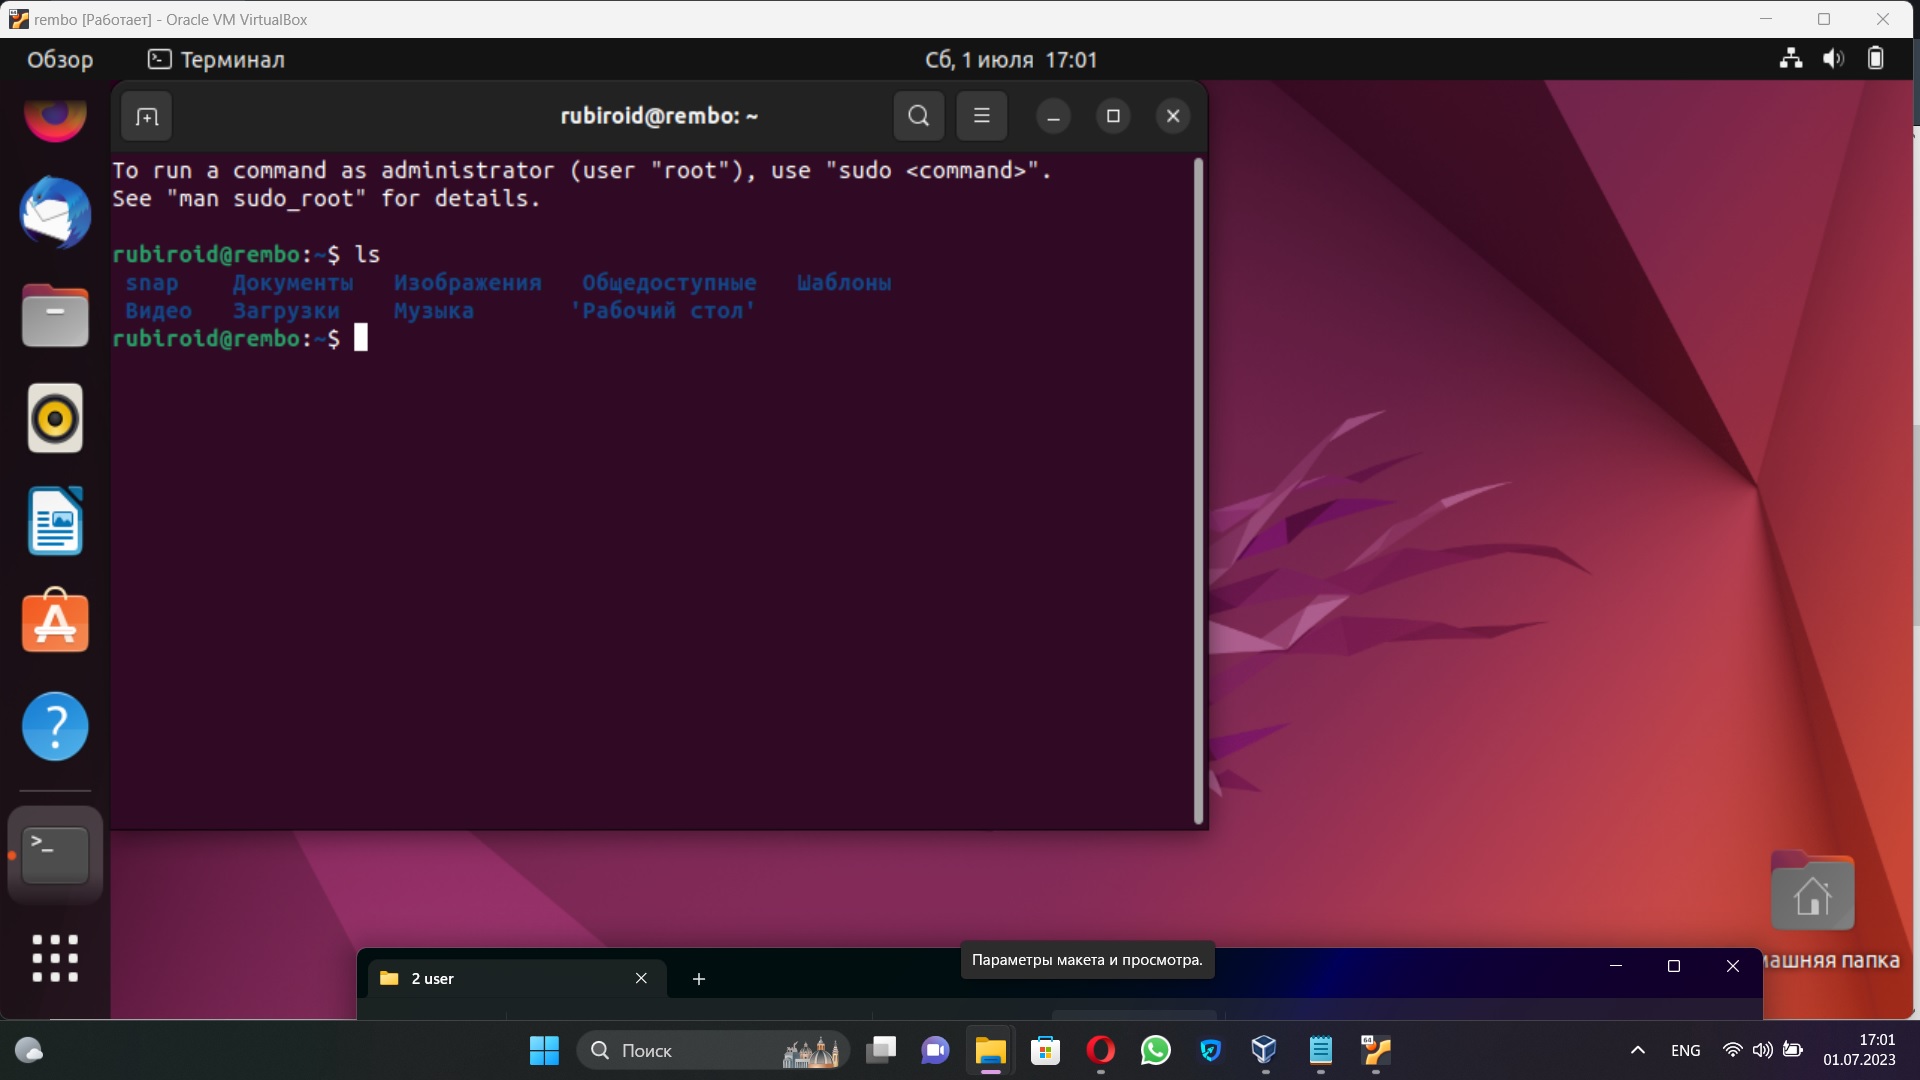 rembo [Работает] - Oracle VM VirtualBox
Обзор Терминал Сб, 1 июля 17:01
rubiroid@rembo: ~
To run a command as administrator (user "root"), use "sudo <command>".
See "man sudo_root" for details.
rubiroid@rembo:~$ ls
snap Документы Изображения Общедоступные Шаблоны
Видео Загрузки Музыка 'Рабочий стол'
rubiroid@rembo:~$
Параметры макета и просмотра.
2 user
папка
Поиск
64
ENG
17:01
01.07.2023